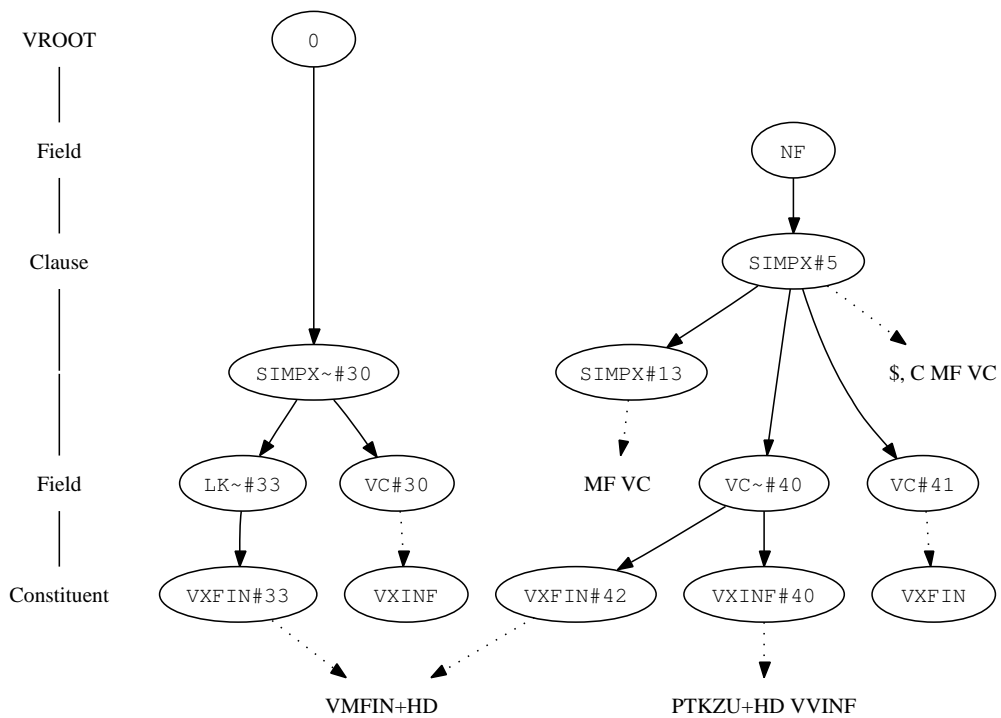 VROOT 0
Field NF
Clause SIMPX#5
SIMPX~#30 SIMPX#13 $, C MF VC
Field LK~#33 VC#30 MF VC VC~#40 VC#41
Constituent VXFIN#33 VXINF VXFIN#42 VXINF#40 VXFIN
VMFIN+HD PTKZU+HD VVINF